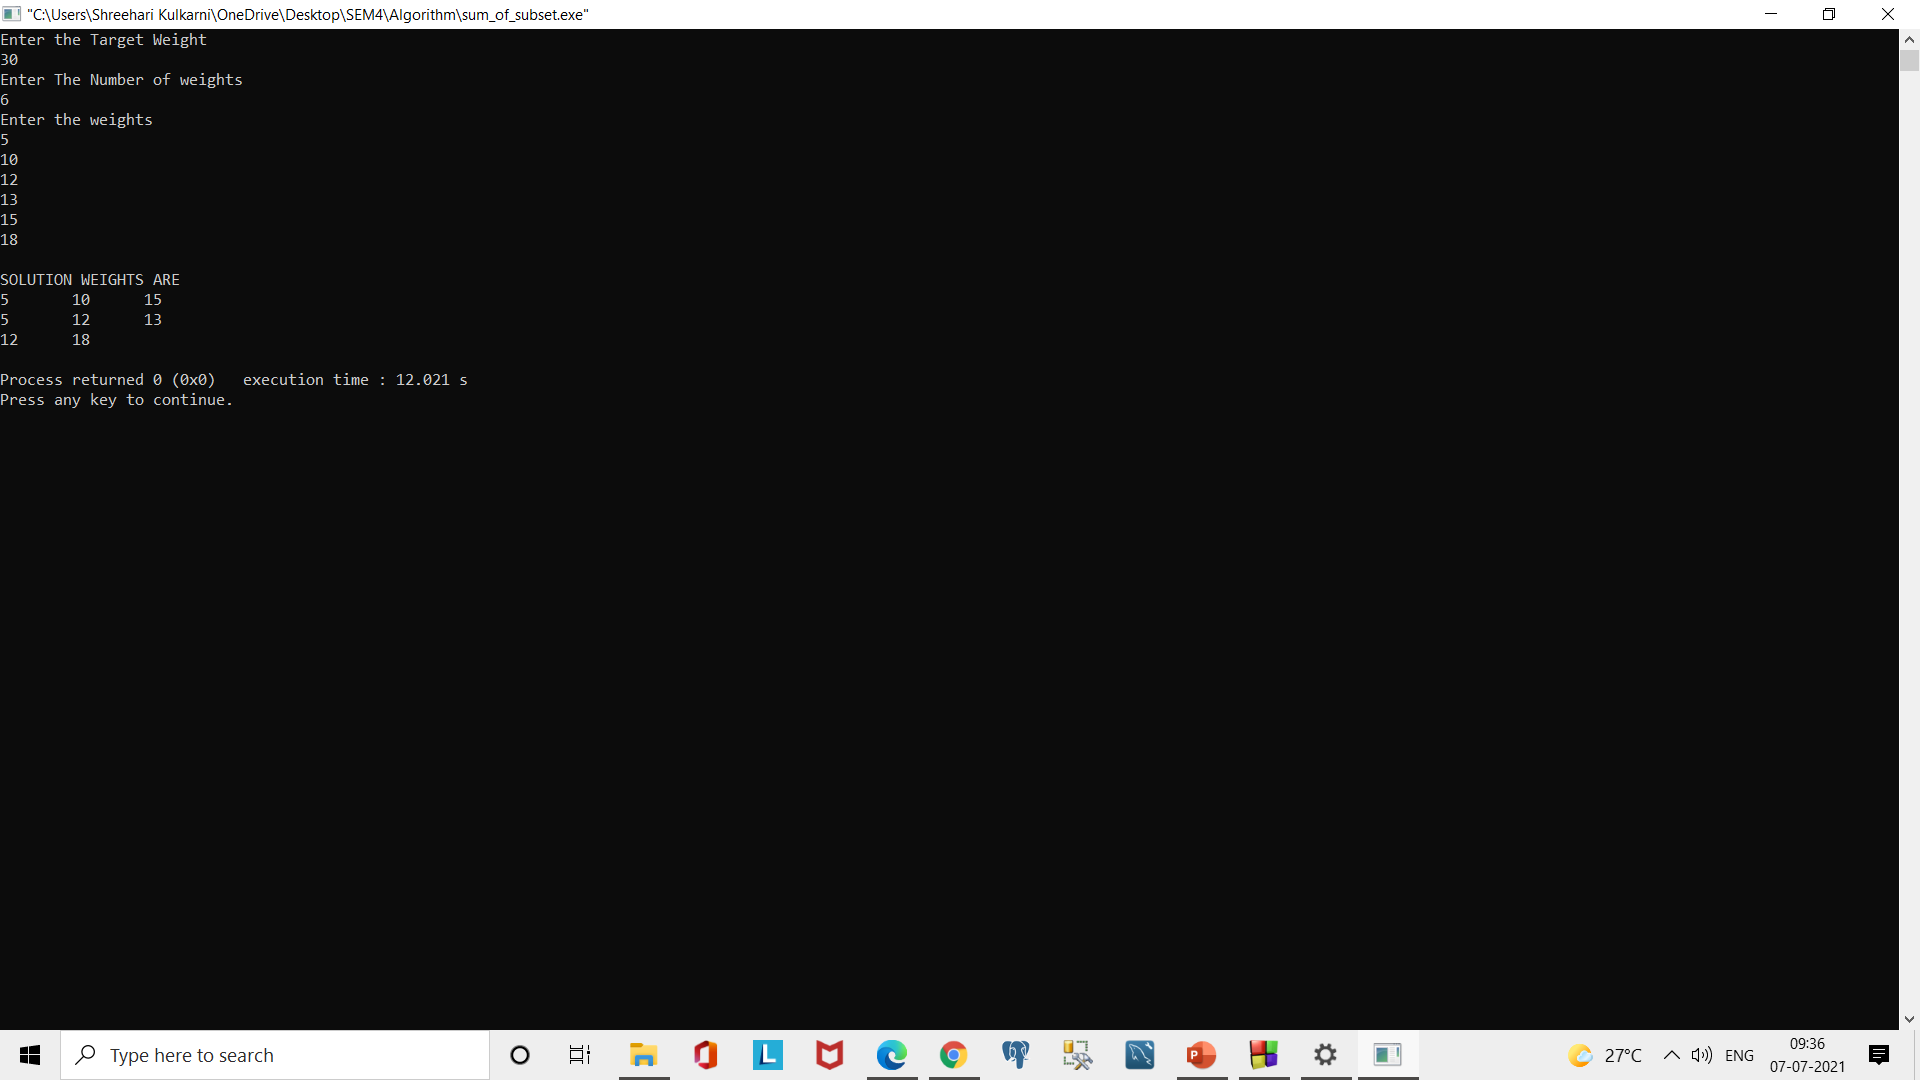 "C:\Users\Shreehari Kulkarni\OneDrive\Desktop\SEM4\Algorithm\sum_of_subset.exe"
Enter the Target Weight
30
Enter The Number of weights
6
Enter the weights
5
10
12
13
15
18
SOLUTION WEIGHTS ARE
5 10 15
5 12 13
12 18
Process returned 0 (0x0) execution time : 12.021 s
Press any key to continue.
Type here to search
L
P
27°C
ENG
09:36
07-07-2021